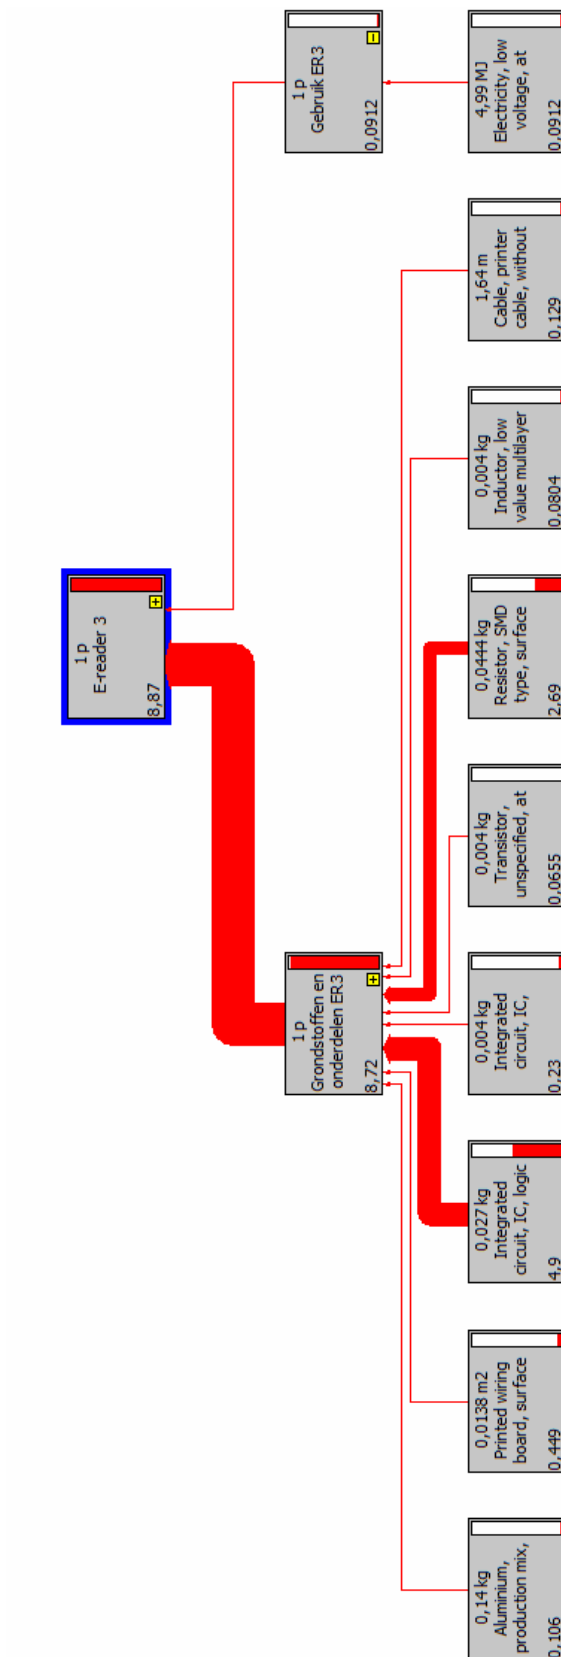 1 p
E-reader 3
8,87
1 p
Grondstoffen en
onderdelen ER3
8,72
1 p
Gebruik ER3
0,0912
0,14 kg
Aluminium,
production mix,
0,106
0,0138 m2
Printed wiring
board, surface
0,449
0,027 kg
Integrated
circuit, IC, logic
4,9
0,004 kg
Integrated
circuit, IC,
0,23
0,004 kg
Transistor,
unspecified, at
0,0655
0,0444 kg
Resistor, SMD
type, surface
2,69
0,004 kg
Inductor, low
value multilayer
0,0804
1,64 m
Cable, printer
cable, without
0,129
4,99 MJ
Electricity, low
voltage, at
0,0912